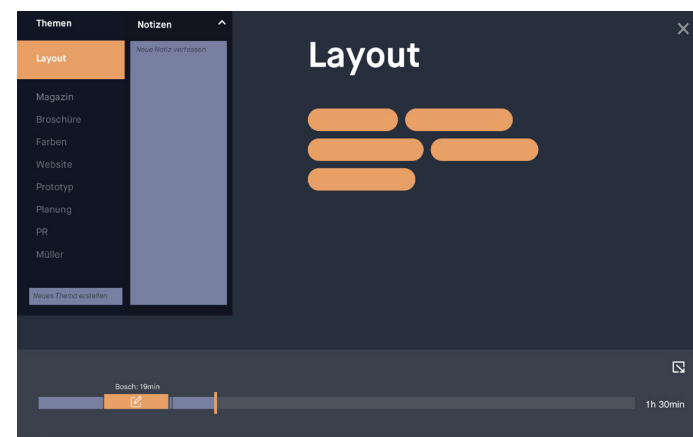 Themen
Notizen
Layout
Neue Notiz verfassen
Layout
Magazin
Broschüre
Farben
Website
Prototyp
Planung
PR
Müller
Neues Thema erstellen
Bosch: 19min
1h 30min